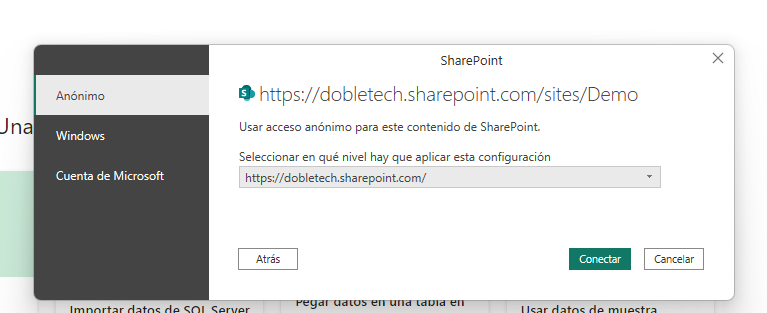 SharePoint
Anónimo
Windows
Cuenta de Microsoft
https://dobletech.sharepoint.com/sites/Demo
Usar acceso anónimo para este contenido de SharePoint.
Seleccionar en qué nivel hay que aplicar esta configuración
https://dobletech.sharepoint.com/
Atrás
Conectar
Cancelar
Una
Importar datos de SQL Server
Pegar datos en una tabla en
Usar datos de muestra